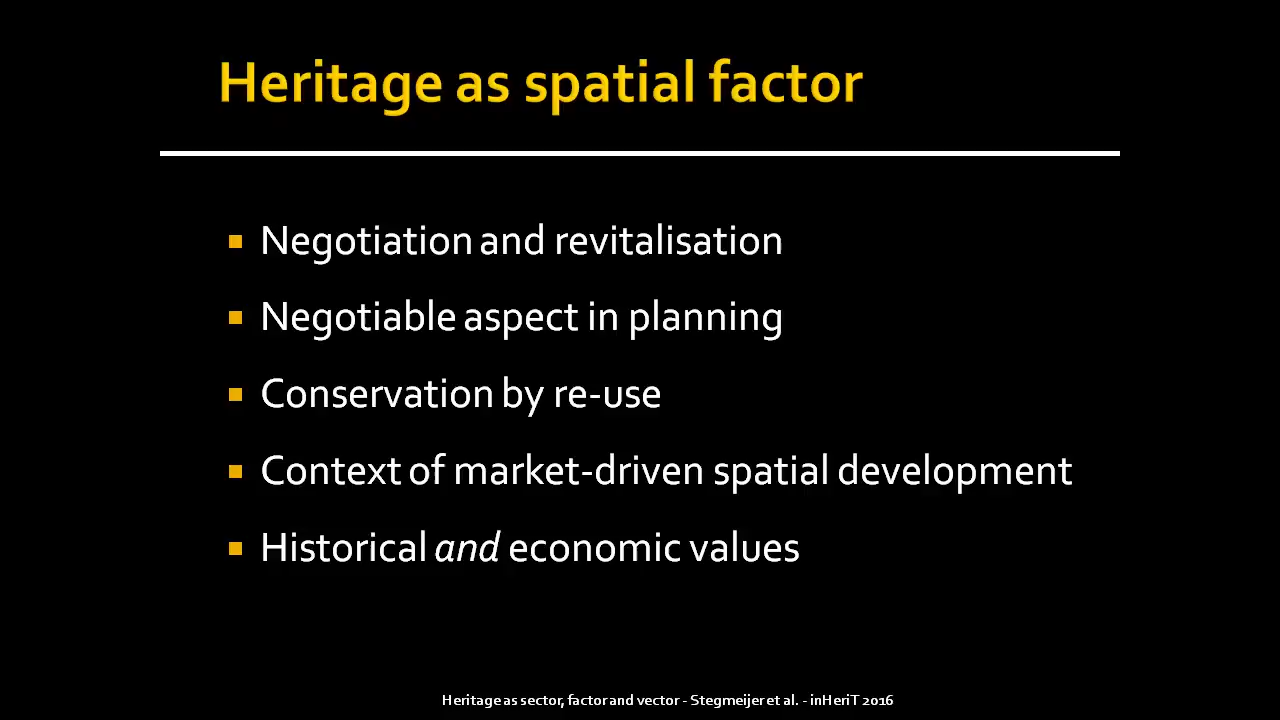 Heritage as spatial factor
Negotiation and revitalisation
Negotiable aspect in planning
Conservation by re-use
Context of market-driven spatial development
Historical and economic values
Heritage as sector, factor and vector - Stegmeijer et al. - inHeriT 2016